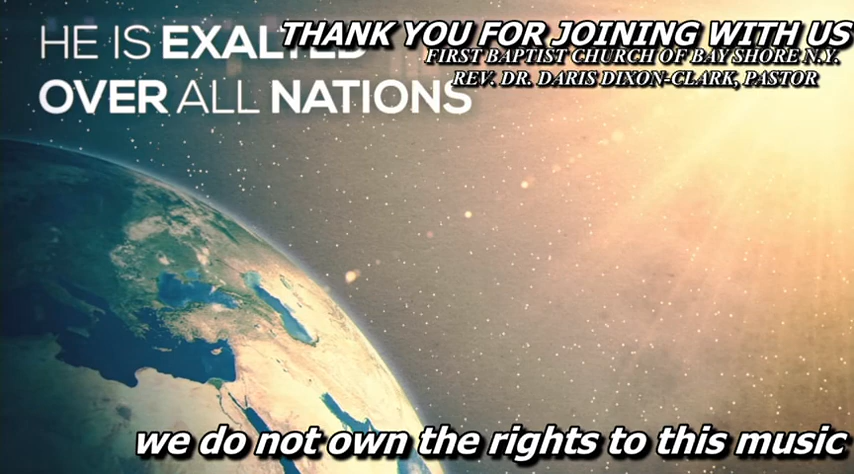 HE IS EXALTED
THANK YOU FOR JOINING WITH US
FIRST BAPTIST CHURCH OF BAY SHORE N.Y.
REV. DR. DARIS DIXON-CLARK, PASTOR
OVER ALL NATIONS
we do not own the rights to this music